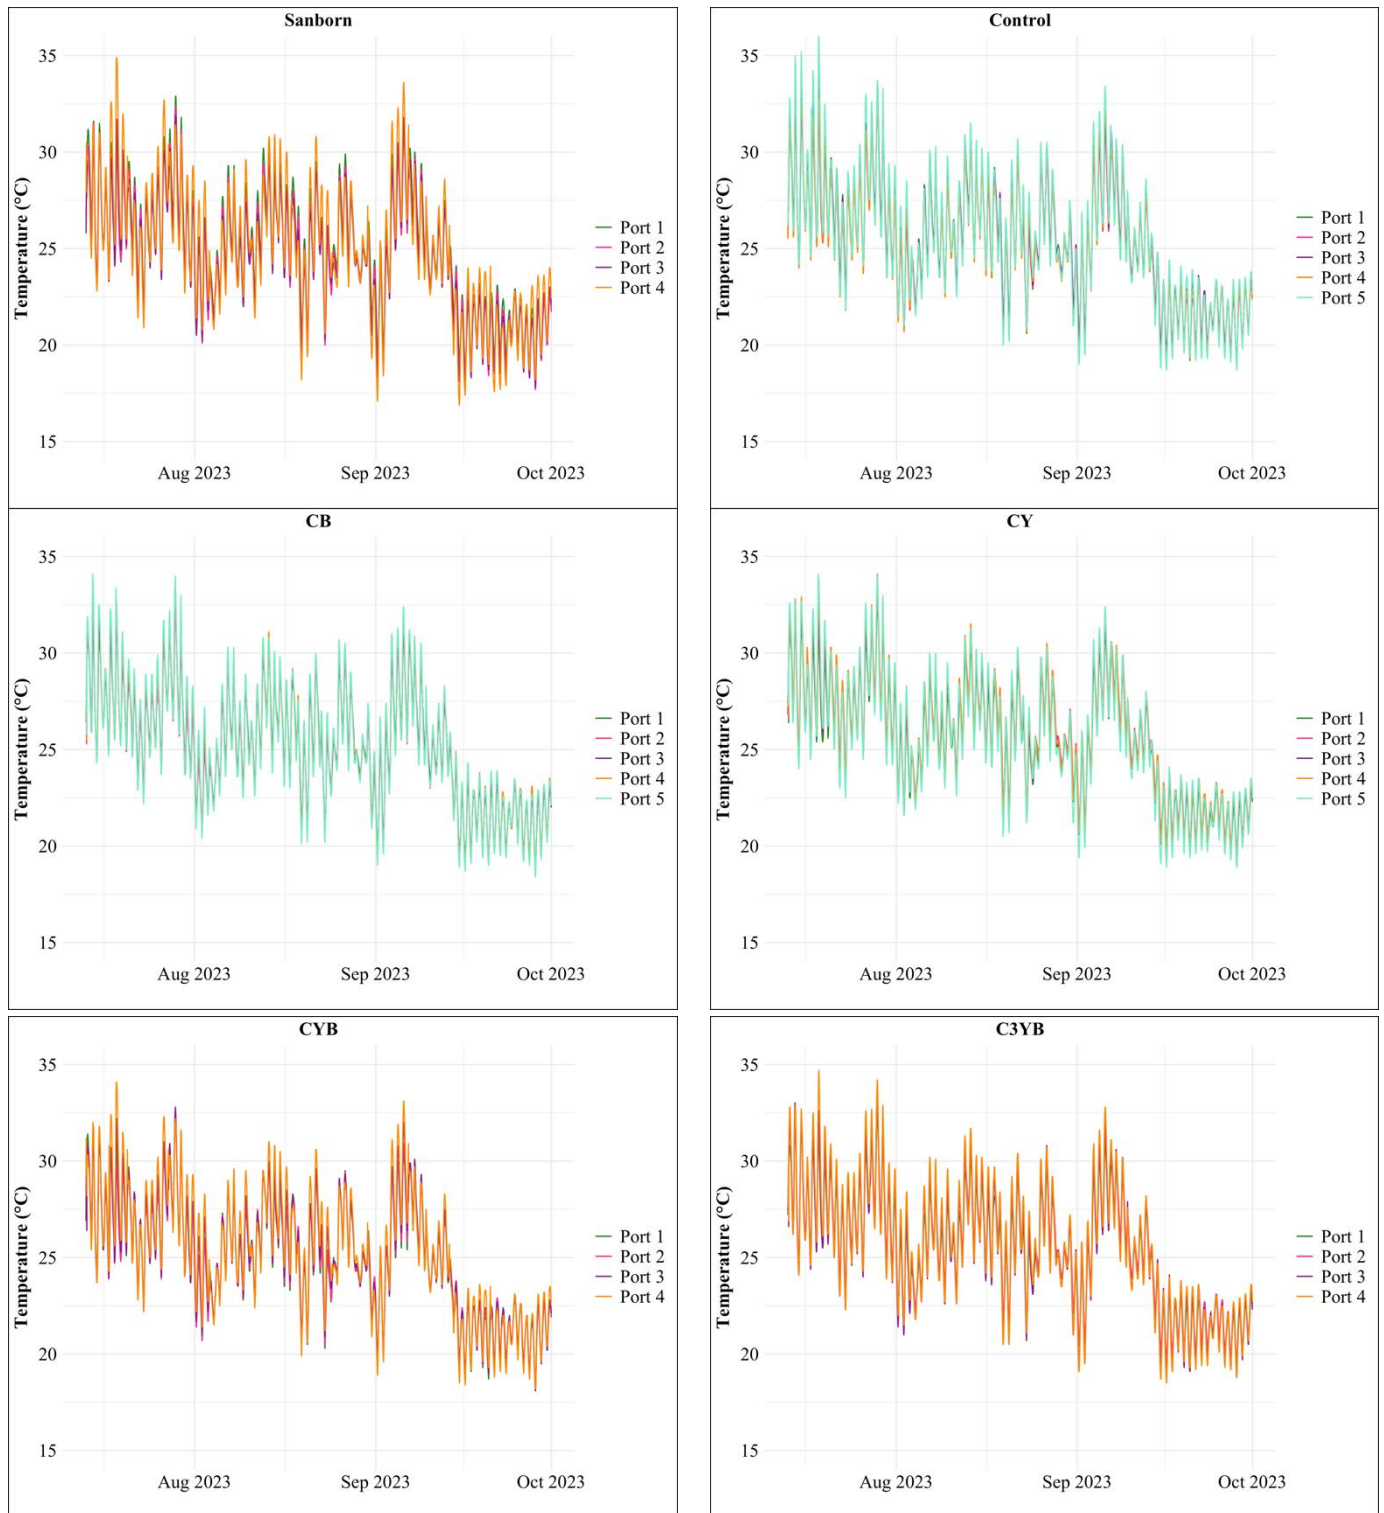 Sanborn
Temperature (°C)
35
30
25
20
15
Aug 2023 Sep 2023 Oct 2023
Port 1
Port 2
Port 3
Port 4
Control
Temperature (°C)
35
30
25
20
15
Aug 2023 Sep 2023 Oct 2023
Port 1
Port 2
Port 3
Port 4
Port 5
CB
Temperature (°C)
35
30
25
20
15
Aug 2023 Sep 2023 Oct 2023
Port 1
Port 2
Port 3
Port 4
Port 5
CY
Temperature (°C)
35
30
25
20
15
Aug 2023 Sep 2023 Oct 2023
Port 1
Port 2
Port 3
Port 4
Port 5
CYB
Temperature (°C)
35
30
25
20
15
Aug 2023 Sep 2023 Oct 2023
Port 1
Port 2
Port 3
Port 4
C3YB
Temperature (°C)
35
30
25
20
15
Aug 2023 Sep 2023 Oct 2023
Port 1
Port 2
Port 3
Port 4